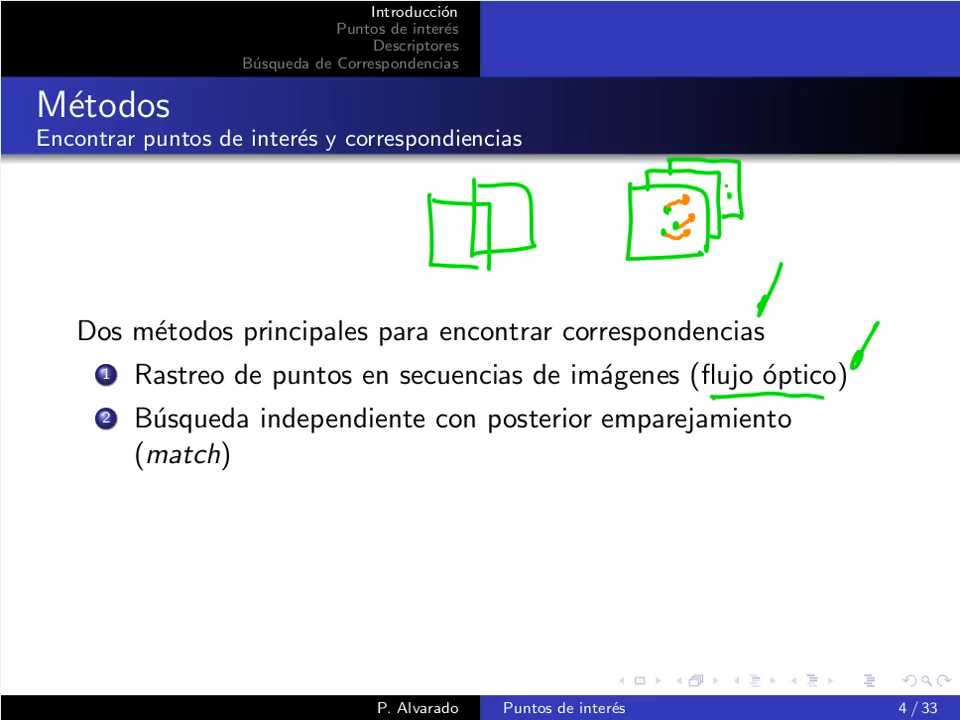 Introducción
Puntos de interés
Descriptores
Búsqueda de Correspondencias
Métodos
Encontrar puntos de interés y correspondiencias
Dos métodos principales para encontrar correspondencias
1 Rastreo de puntos en secuencias de imágenes (flujo óptico)
2 Búsqueda independiente con posterior emparejamiento
(match)
P. Alvarado Puntos de interés 4 / 33